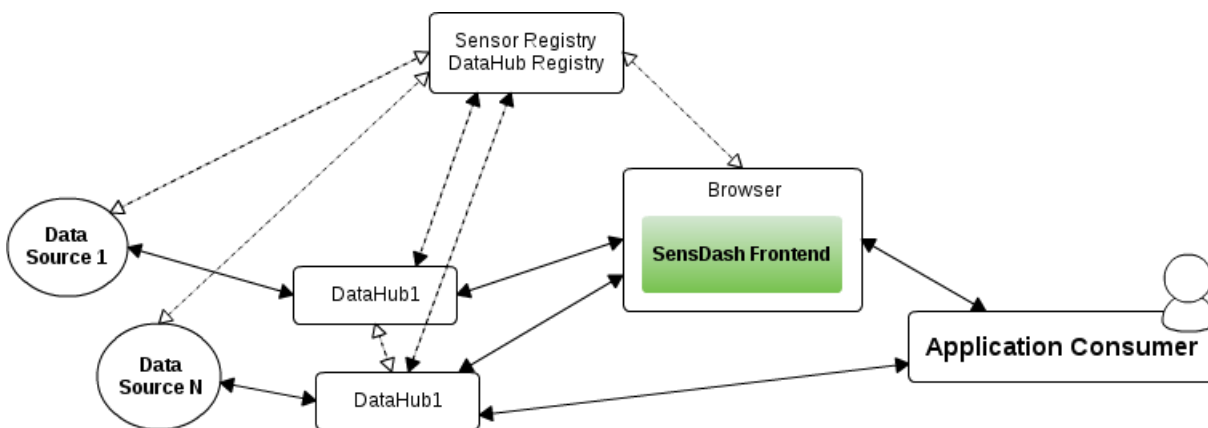 Sensor Registry
DataHub Registry
Browser
SensDash Frontend
Data
Source 1
DataHub1
Application Consumer
Data
Source N
DataHub1